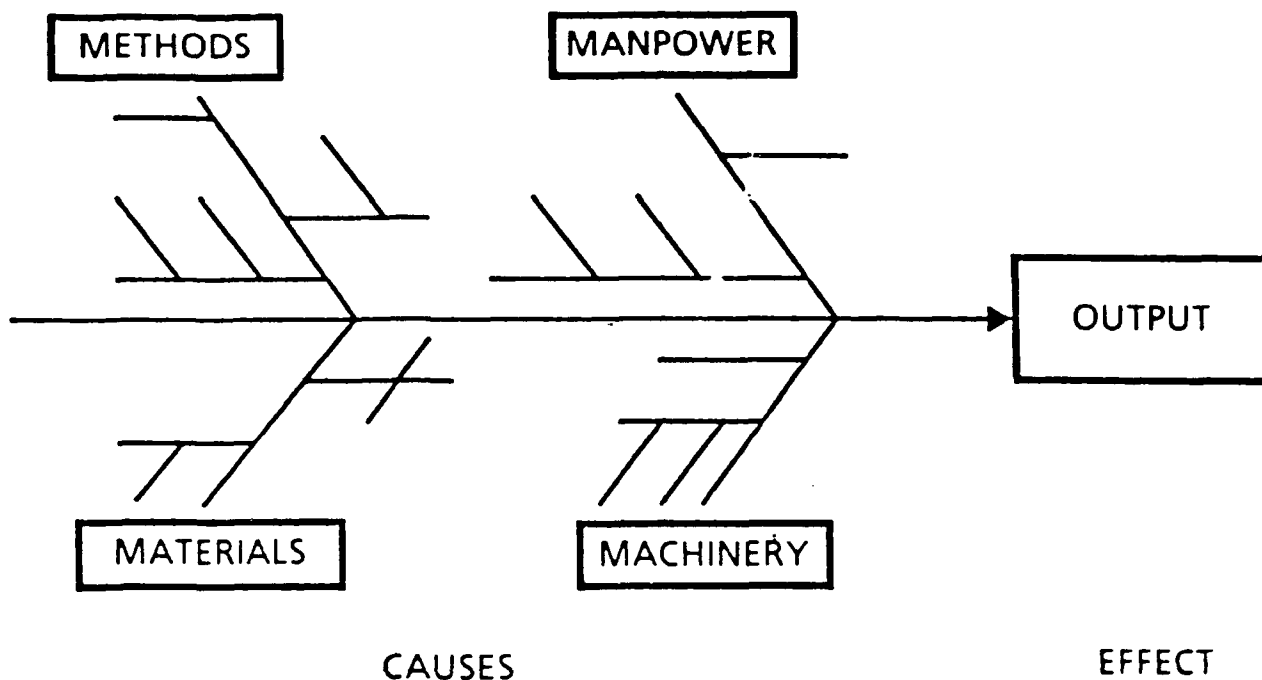 METHODS
MANPOWER
OUTPUT
MATERIALS
MACHINERY
CAUSES
EFFECT